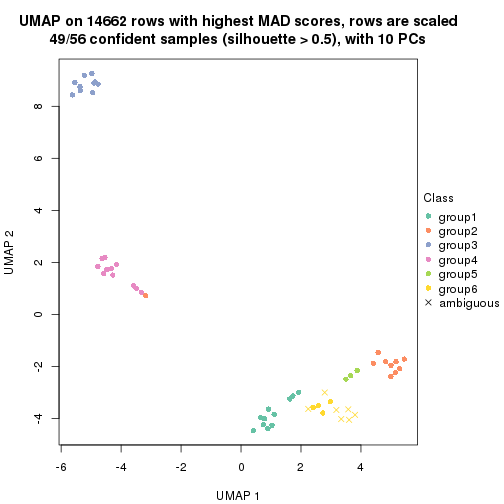 UMAP on 14662 rows with highest MAD scores, rows are scaled
49/56 confident samples (silhouette > 0.5), with 10 PCs
8
6
4
2
0
-2
-4
UMAP 2
-6
-4
-2
0
2
4
UMAP 1
Class
group1
group2
group3
group4
group5
group6
ambiguous